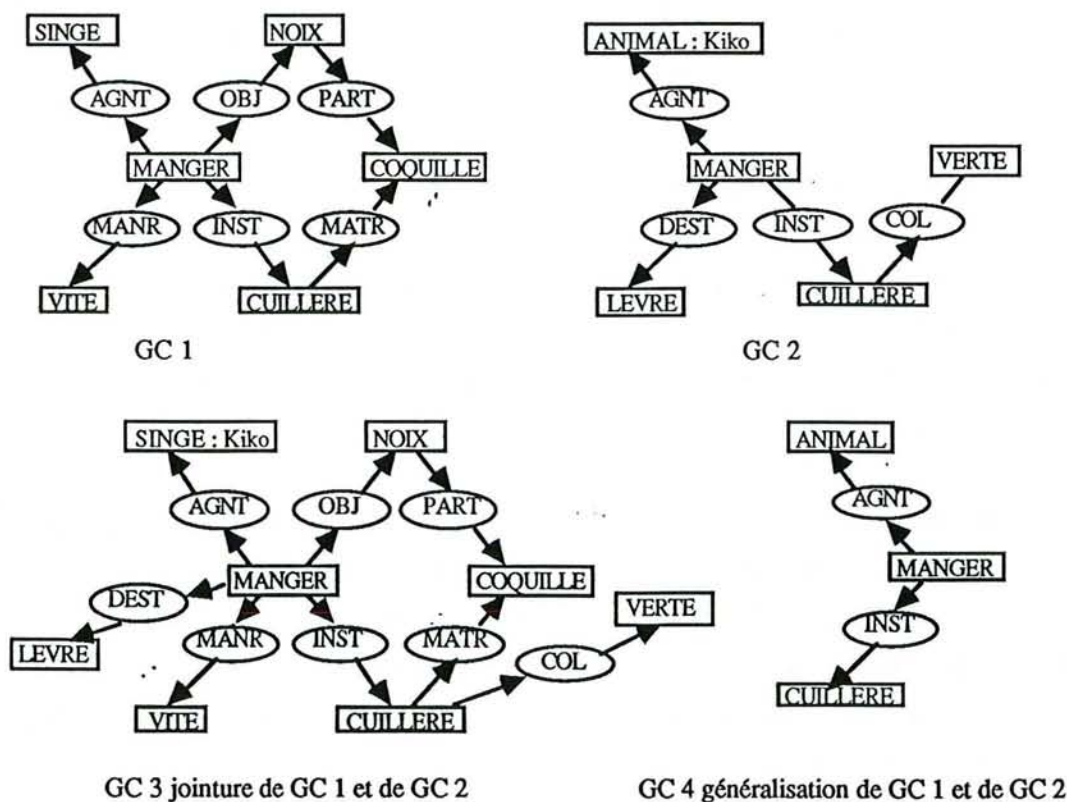 SINGE
NOIX
AGNT
OBJ
PART
MANGER
COQUILLE
MANR
INST
MATR
VITE
CUILLERE
GC 1
ANIMAL : Kiko
AGNT
MANGER
VERTE
DEST
INST
COL
LEVRE
CUILLERE
GC 2
SINGE : Kiko
NOIX
AGNT
OBJ
PART
MANGER
COQUILLE
DEST
VERTE
LEVRE
MANR
INST
MATR
COL
VITE
CUILLERE
GC 3 jointure de GC 1 et de GC 2
ANIMAL
AGNT
MANGER
INST
CUILLERE
GC 4 généralisation de GC 1 et de GC 2